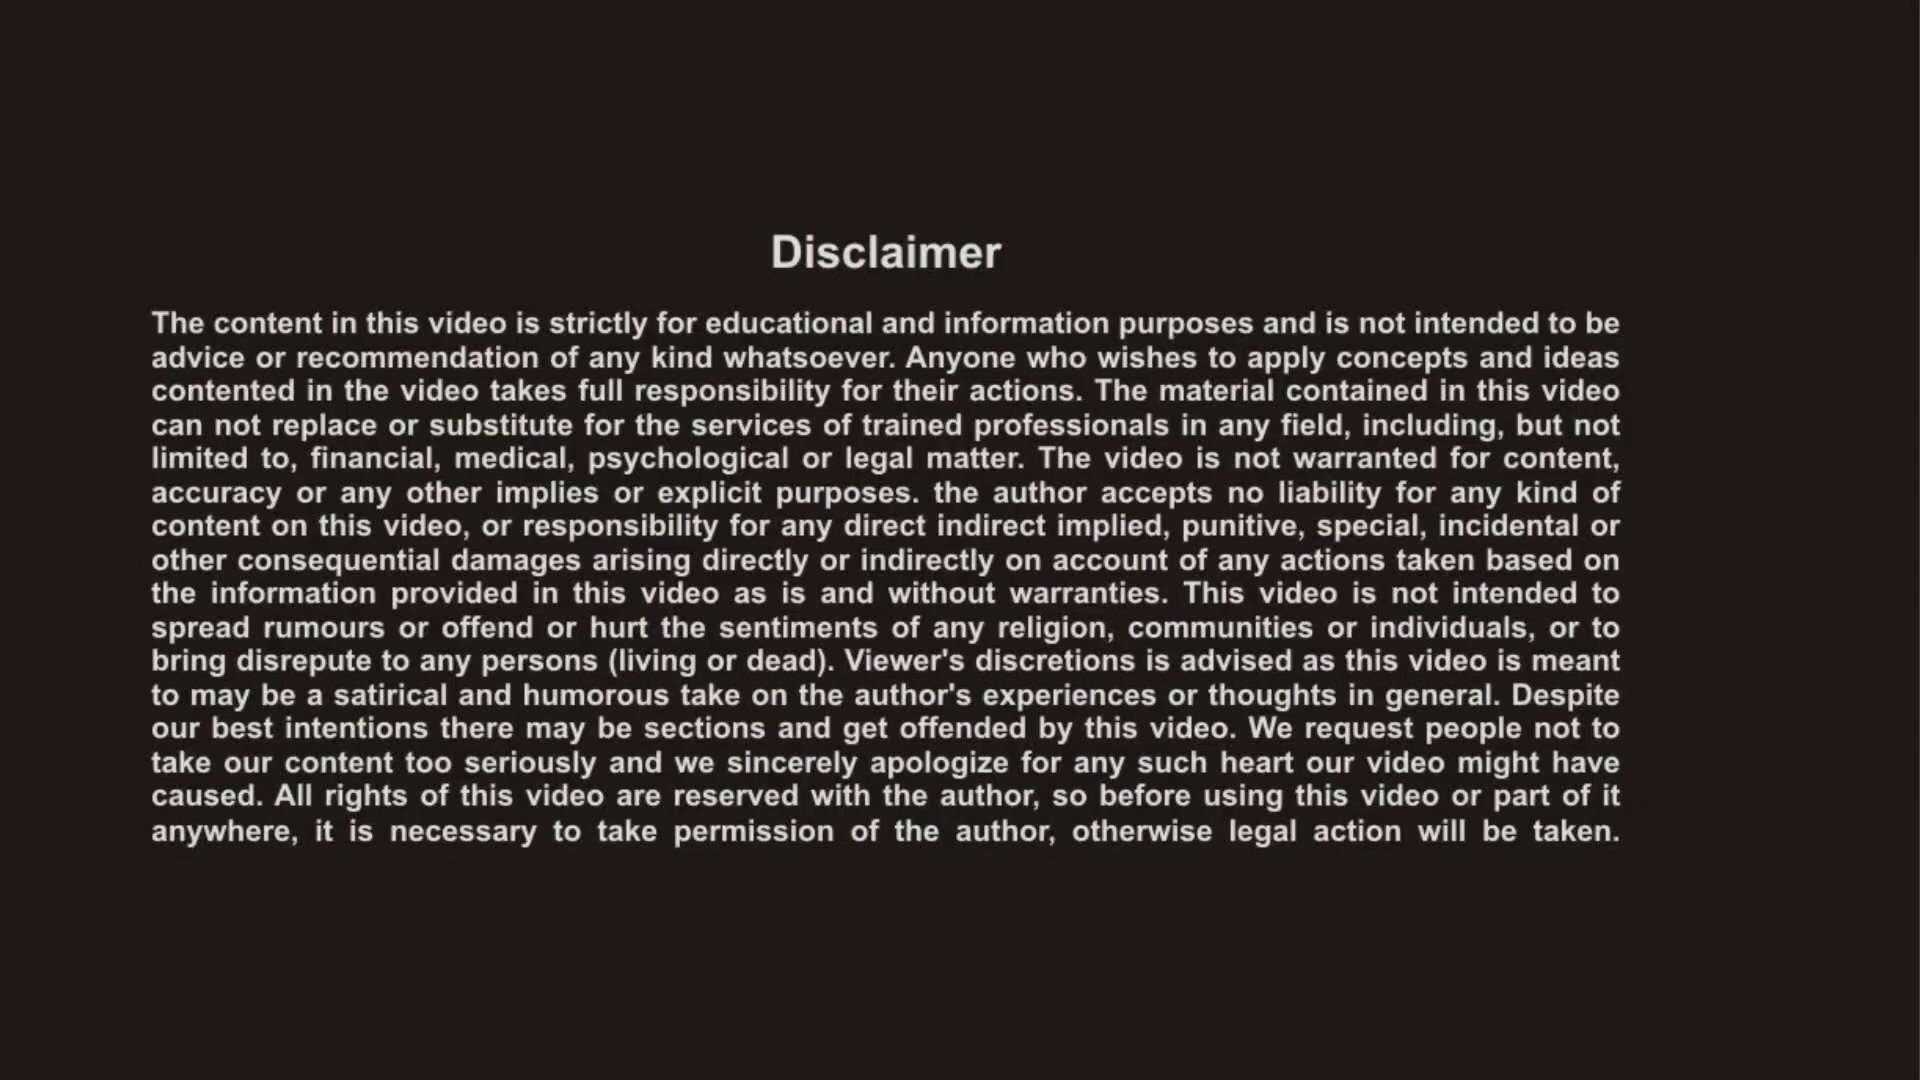 Disclaimer
The content in this video is strictly for educational and information purposes and is not intended to be
advice or recommendation of any kind whatsoever. Anyone who wishes to apply concepts and ideas
contented in the video takes full responsibility for their actions. The material contained in this video
can not replace or substitute for the services of trained professionals in any field, including, but not
limited to, financial, medical, psychological or legal matter. The video is not warranted for content,
accuracy or any other implies or explicit purposes. the author accepts no liability for any kind of
content on this video, or responsibility for any direct indirect implied, punitive, special, incidental or
other consequential damages arising directly or indirectly on account of any actions taken based on
the information provided in this video as is and without warranties. This video is not intended to
spread rumours or offend or hurt the sentiments of any religion, communities or individuals, or to
bring disrepute to any persons (living or dead). Viewer's discretions is advised as this video is meant
to may be a satirical and humorous take on the author's experiences or thoughts in general. Despite
our best intentions there may be sections and get offended by this video. We request people not to
take our content too seriously and we sincerely apologize for any such heart our video might have
caused. All rights of this video are reserved with the author, so before using this video or part of it
anywhere, it is necessary to take permission of the author, otherwise legal action will be taken.